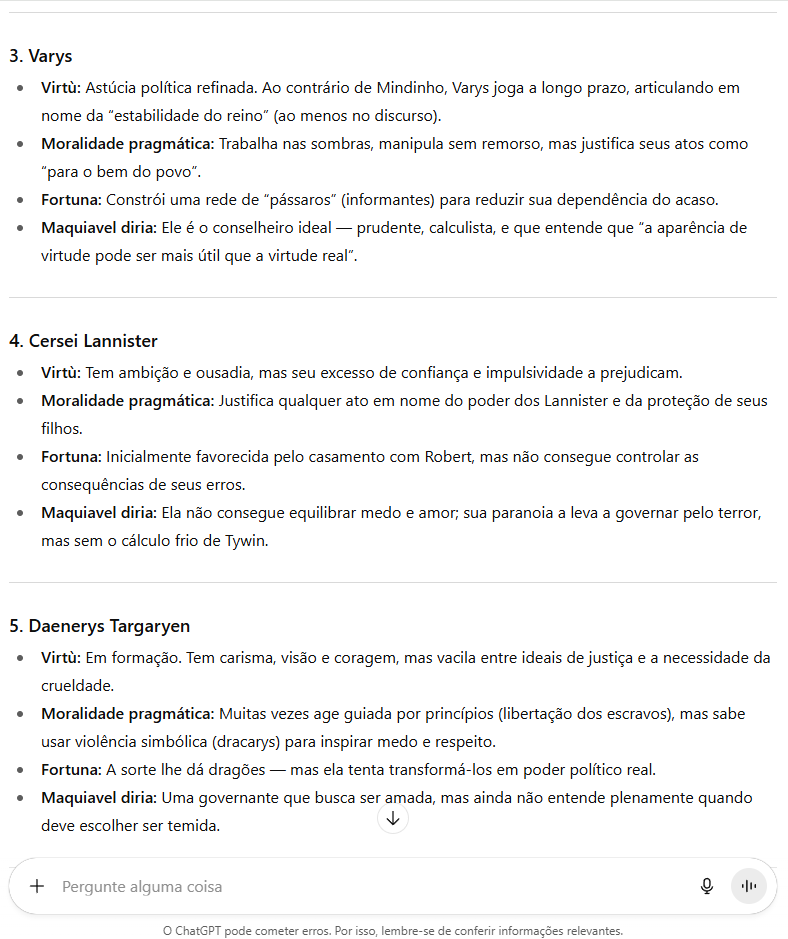 3. Varys
Virtù: Astúcia política refinada. Ao contrário de Mindinho, Varys joga a longo prazo, articulando em
nome da “estabilidade do reino” (ao menos no discurso).
Moralidade pragmática: Trabalha nas sombras, manipula sem remorso, mas justifica seus atos como
“para o bem do povo”.
Fortuna: Constrói uma rede de “pássaros” (informantes) para reduzir sua dependência do acaso.
Maquiavel diria: Ele é o conselheiro ideal — prudente, calculista, e que entende que “a aparência de
virtude pode ser mais útil que a virtude real”.
4. Cersei Lannister
Virtù: Tem ambição e ousadia, mas seu excesso de confiança e impulsividade a prejudicam.
Moralidade pragmática: Justifica qualquer ato em nome do poder dos Lannister e da proteção de seus
filhos.
Fortuna: Inicialmente favorecida pelo casamento com Robert, mas não consegue controlar as
consequências de seus erros.
Maquiavel diria: Ela não consegue equilibrar medo e amor; sua paranoia a leva a governar pelo terror,
mas sem o cálculo frio de Tywin.
5. Daenerys Targaryen
Virtù: Em formação. Tem carisma, visão e coragem, mas vacila entre ideais de justiça e a necessidade da
crueldade.
Moralidade pragmática: Muitas vezes age guiada por princípios (libertação dos escravos), mas sabe
usar violência simbólica (dracarys) para inspirar medo e respeito.
Fortuna: A sorte lhe dá dragões — mas ela tenta transformá-los em poder político real.
Maquiavel diria: Uma governante que busca ser amada, mas ainda não entende plenamente quando
deve escolher ser temida.
Pergunte alguma coisa
O ChatGPT pode cometer erros. Por isso, lembre-se de conferir informações relevantes.